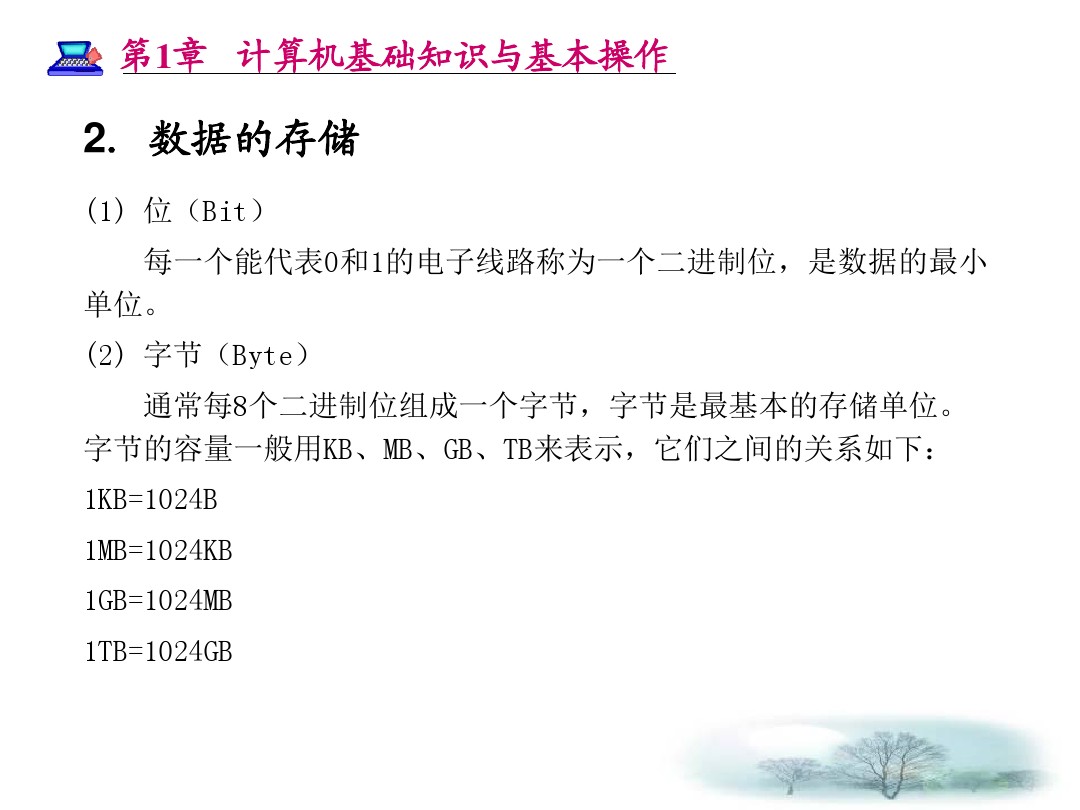 第1章 计算机基础知识与基本操作
2. 数据的存储
(1) 位（Bit）
每一个能代表0和1的电子线路称为一个二进制位，是数据的最小
单位。
(2) 字节（Byte）
通常每8个二进制位组成一个字节，字节是最基本的存储单位。
字节的容量一般用KB、MB、GB、TB来表示，它们之间的关系如下：
1KB=1024B
1MB=1024KB
1GB=1024MB
1TB=1024GB